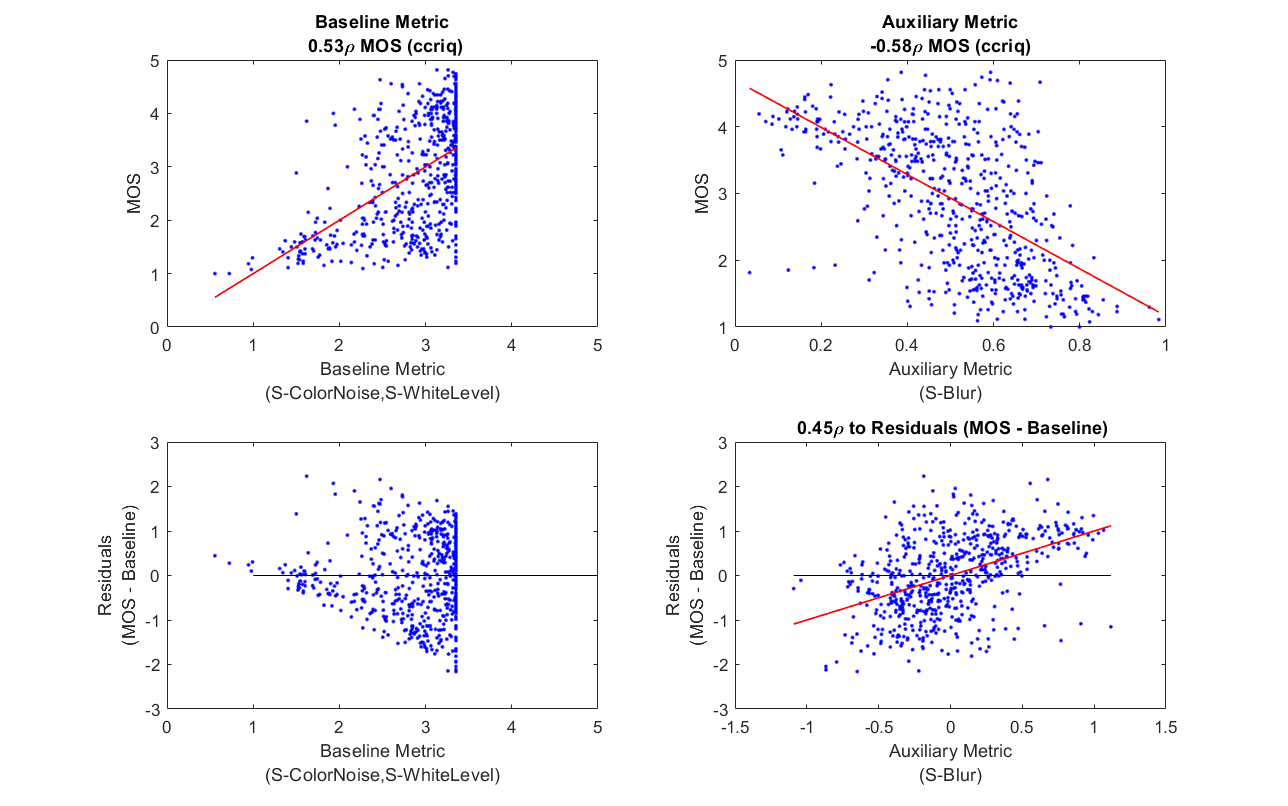 Baseline Metric
0.53ρ MOS (ccriq)
5
4
3
2
1
0
MOS
0 1 2 3 4 5
Baseline Metric
(S-ColorNoise,S-WhiteLevel)
Auxiliary Metric
-0.58ρ MOS (ccriq)
5
4
3
2
1
MOS
0 0.2 0.4 0.6 0.8 1
Auxiliary Metric
(S-Blur)
3
2
1
0
-1
-2
-3
Residuals
(MOS - Baseline)
0 1 2 3 4 5
Baseline Metric
(S-ColorNoise,S-WhiteLevel)
0.45ρ to Residuals (MOS - Baseline)
3
2
1
0
-1
-2
-3
Residuals
(MOS - Baseline)
-1.5 -1 -0.5 0 0.5 1 1.5
Auxiliary Metric
(S-Blur)